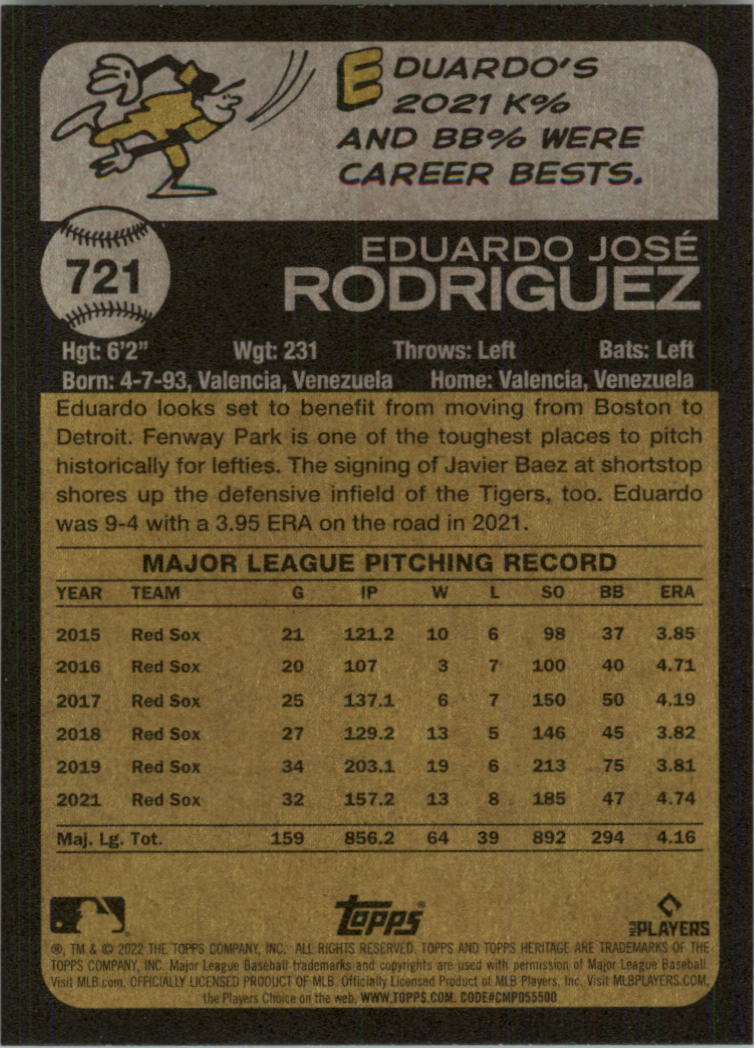 EDUARDO'S
2021 K%
AND BB% WERE
CAREER BESTS.
721
EDUARDO JOSÉ
RODRIGUEZ
Hgt: 6'2" Wgt: 231 Throws: Left Bats: Left
Born: 4-7-93, Valencia, Venezuela Home: Valencia, Venezuela
Eduardo looks set to benefit from moving from Boston to
Detroit. Fenway Park is one of the toughest places to pitch
historically for lefties. The signing of Javier Baez at shortstop
shores up the defensive infield of the Tigers, too. Eduardo
was 9-4 with a 3.95 ERA on the road in 2021.
MAJOR LEAGUE PITCHING RECORD
YEAR TEAM G IP W L SO BB ERA
2015 Red Sox 21 121.2 10 6 98 37 3.85
2016 Red Sox 20 107 3 7 100 40 4.71
2017 Red Sox 25 137.1 6 7 150 50 4.19
2018 Red Sox 27 129.2 13 5 146 45 3.82
2019 Red Sox 34 203.1 19 6 213 75 3.81
2021 Red Sox 32 157.2 13 8 185 47 4.74
Maj. Lg. Tot. 159 856.2 64 39 892 294 4.16
Topps
MLB PLAYERS
®, TM & © 2022 THE TOPPS COMPANY, INC. ALL RIGHTS RESERVED. TOPPS AND TOPPS HERITAGE ARE TRADEMARKS OF THE
TOPPS COMPANY, INC. Major League Baseball trademarks and copyrights are used with permission of Major League Baseball.
Visit MLB.com. OFFICIALLY LICENSED PRODUCT OF MLB. Officially Licensed Product of MLB Players, Inc. Visit MLBPLAYERS.COM,
the Players Choice on the web. WWW.TOPPS.COM. CODE#CMP055500